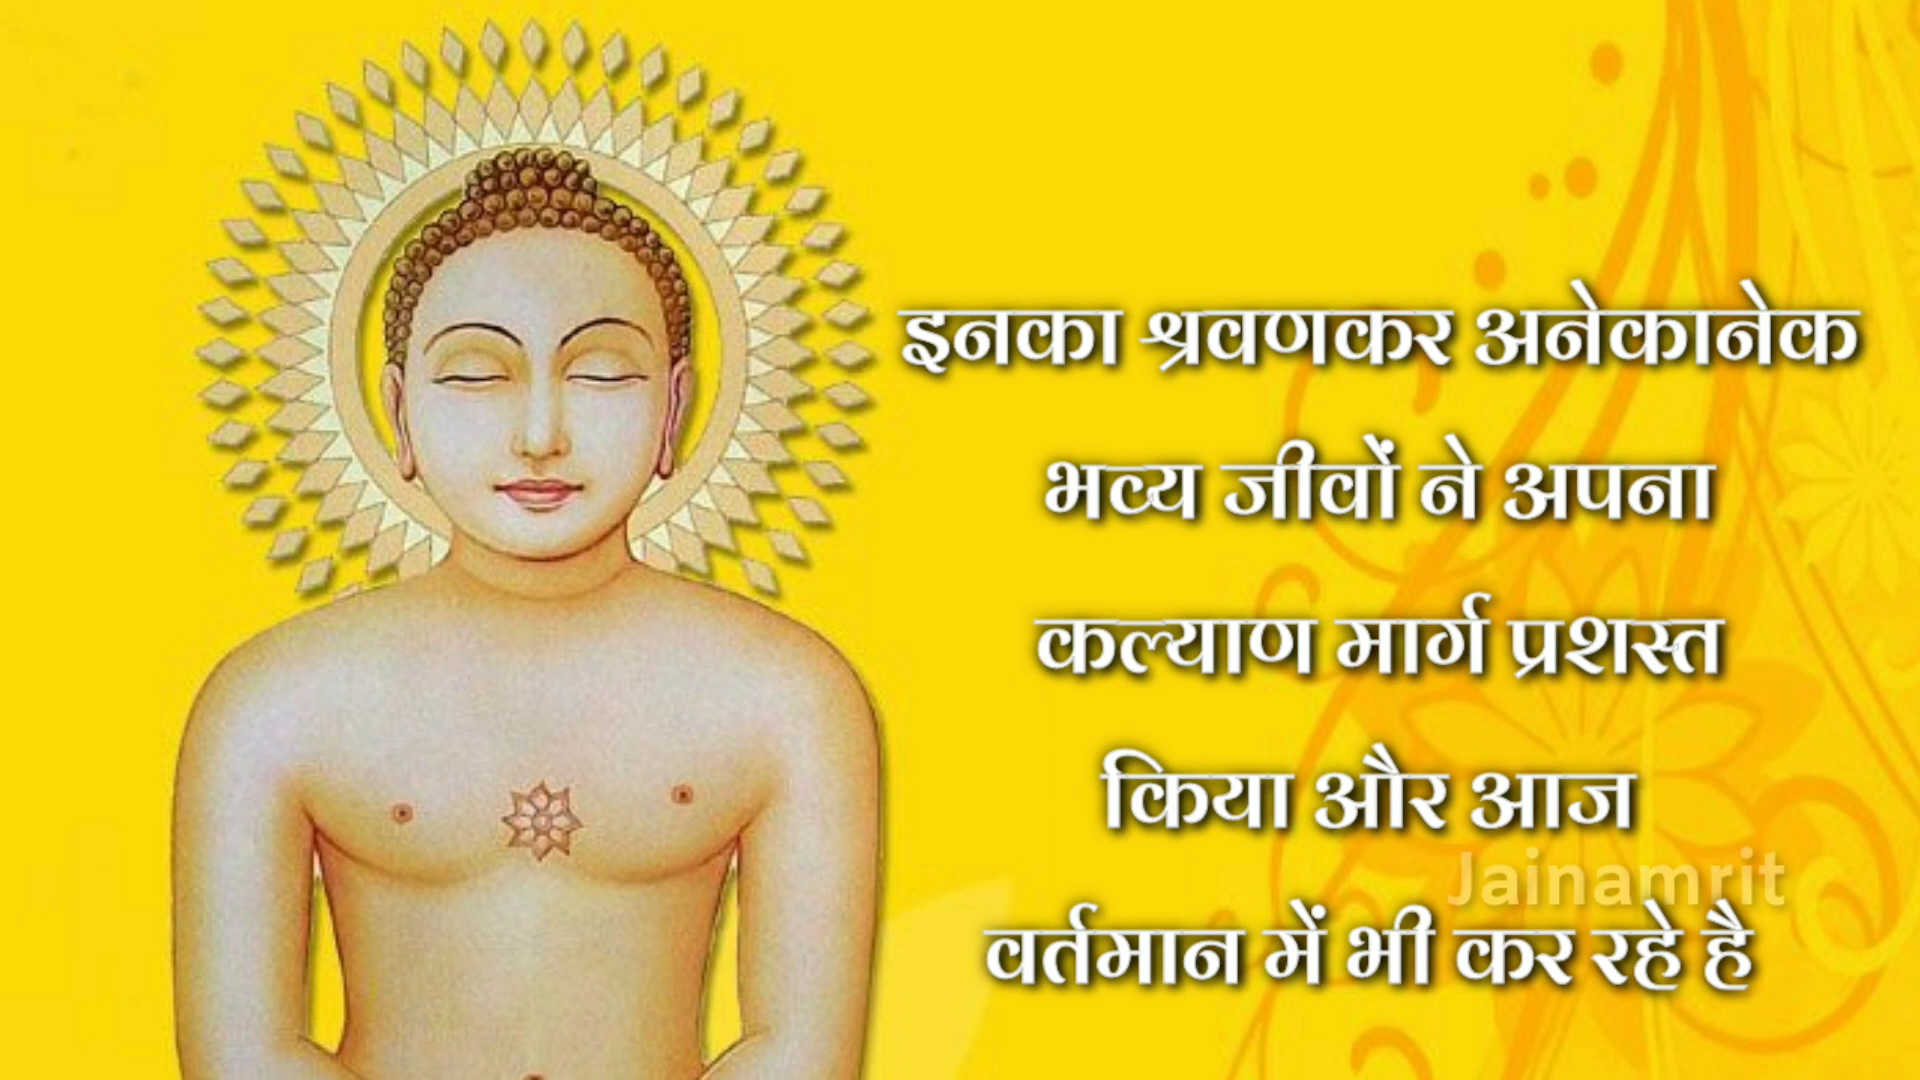 इनका श्रवणकर अनेकानेक
भव्य जीवों ने अपना
कल्याण मार्ग प्रशस्त
किया और आज
Jainamrit
वर्तमान में भी कर रहे है